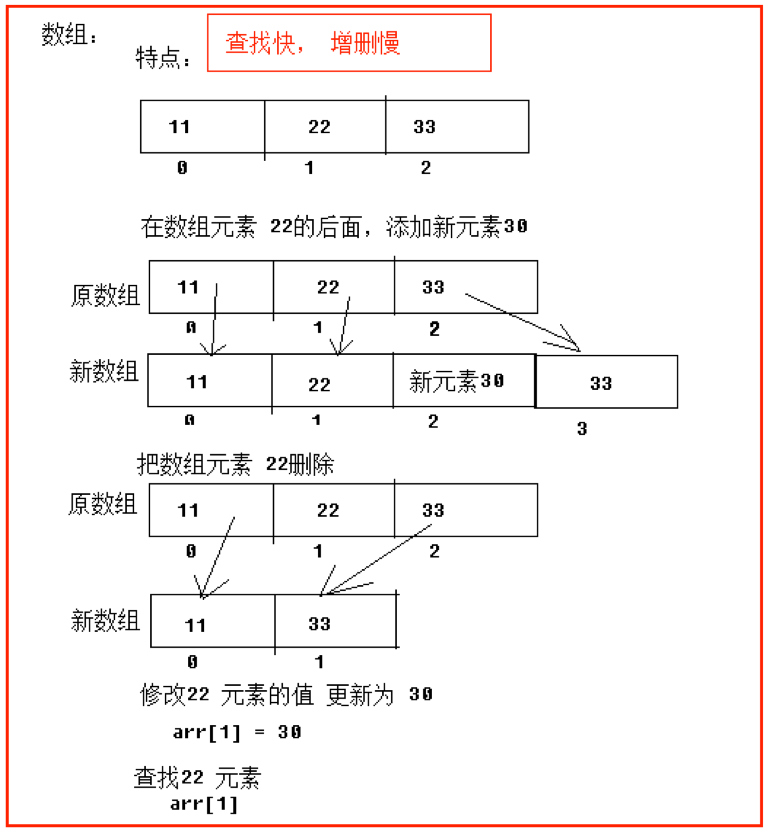 数组：
特点：
查找快， 增删慢
11 22 33
0 1 2
在数组元素 22的后面，添加新元素30
原数组 11 22 33
0 1 2
新数组 11 22 新元素30 33
0 1 2 3
把数组元素 22删除
原数组 11 22 33
0 1 2
新数组 11 33
0 1
修改22 元素的值 更新为 30
arr[1] = 30
查找22 元素
arr[1]